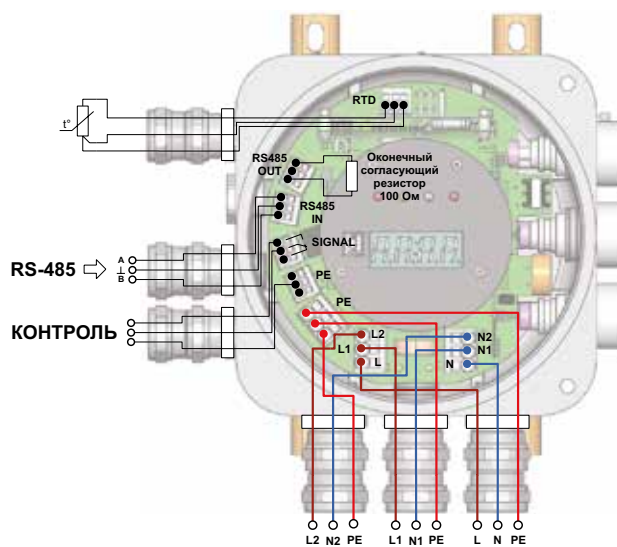 RTD
t°
RS485
OUT
Оконечный
согласующий
резистор
100 Ом
RS485
IN
SIGNAL
A
RS-485
⊥
B
PE
КОНТРОЛЬ
PE
L2
N2
L1
N1
L
N
L2 N2 PE L1 N1 PE L N PE